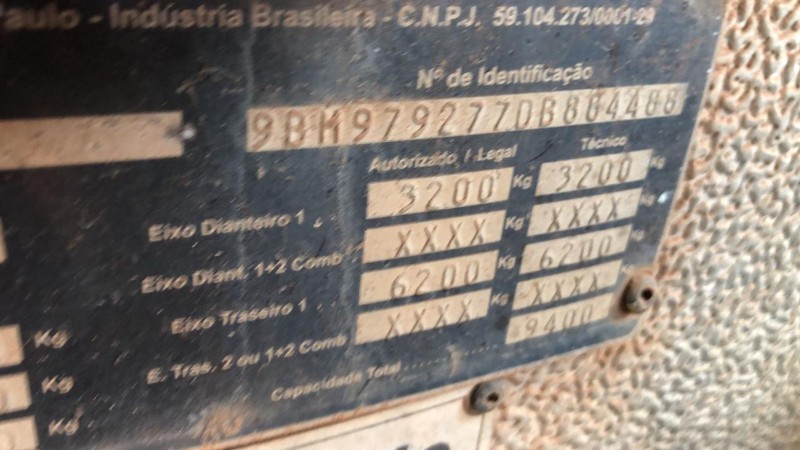 Paulo - Indústria Brasileira - C.N.P.J. 59.104.273/0001-29
Nº de Identificação
9BM979277DB864408
Autorizado / Legal Técnico
Eixo Dianteiro 1 3200 Kg 3200 Kg
Eixo Diant. 1+2 Comb XXXX Kg XXXX Kg
Eixo Traseiro 1 6200 Kg 6200 Kg
E. Tras. 2 ou 1+2 Comb XXXX Kg XXXX Kg
Capacidade Total 9400
Kg
Kg
Kg